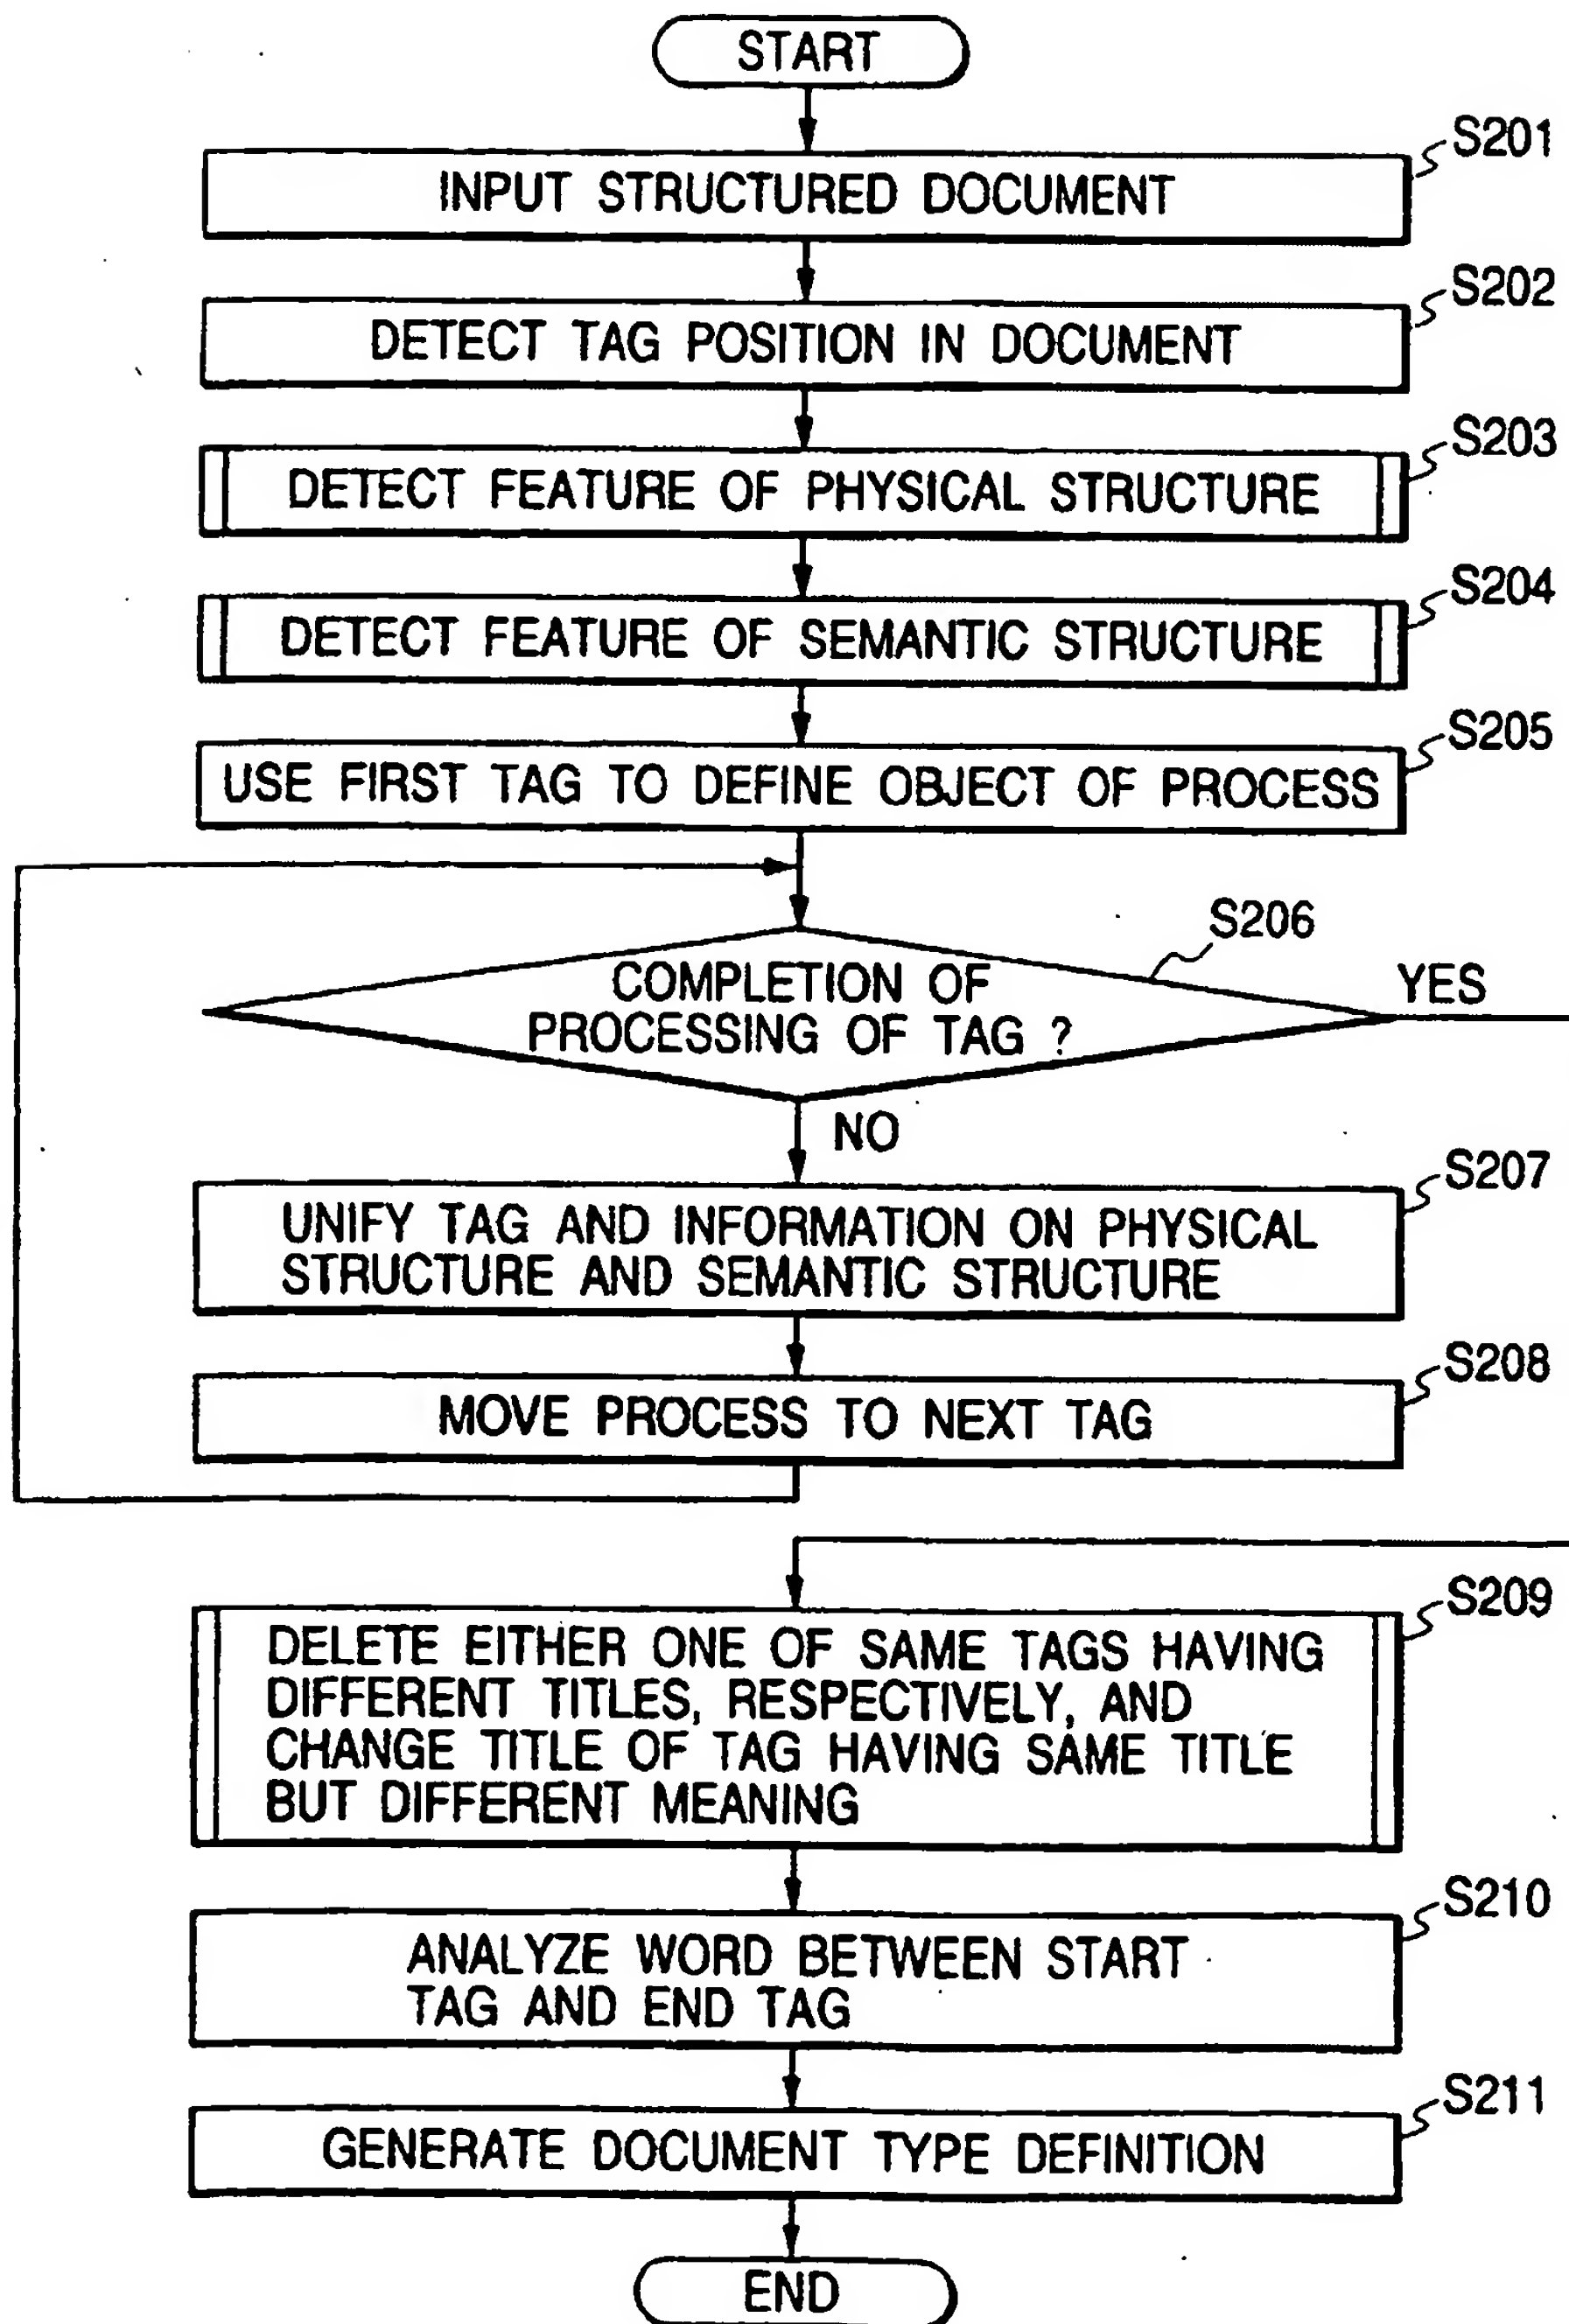 START
S201
INPUT STRUCTURED DOCUMENT
S202
DETECT TAG POSITION IN DOCUMENT
S203
DETECT FEATURE OF PHYSICAL STRUCTURE
S204
DETECT FEATURE OF SEMANTIC STRUCTURE
S205
USE FIRST TAG TO DEFINE OBJECT OF PROCESS
S206
COMPLETION OF
PROCESSING OF TAG ?
YES
NO
S207
UNIFY TAG AND INFORMATION ON PHYSICAL
STRUCTURE AND SEMANTIC STRUCTURE
S208
MOVE PROCESS TO NEXT TAG
S209
DELETE EITHER ONE OF SAME TAGS HAVING
DIFFERENT TITLES, RESPECTIVELY, AND
CHANGE TITLE OF TAG HAVING SAME TITLE
BUT DIFFERENT MEANING
S210
ANALYZE WORD BETWEEN START
TAG AND END TAG
S211
GENERATE DOCUMENT TYPE DEFINITION
END